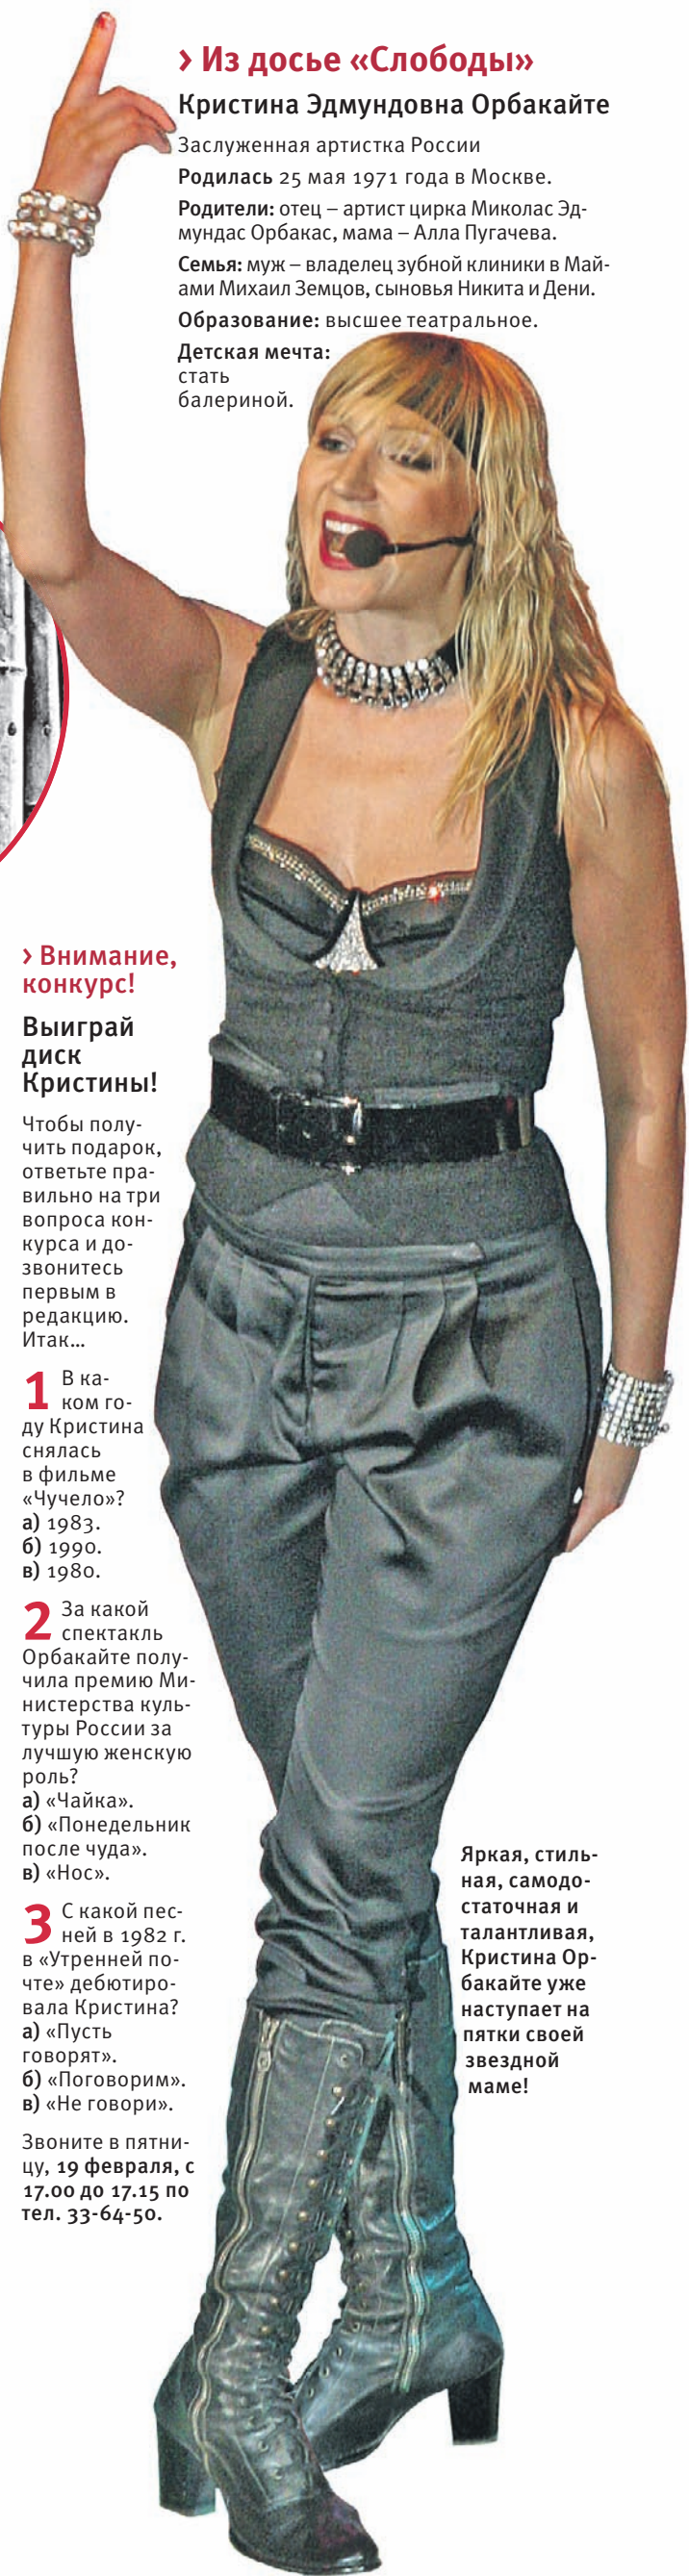 › Из досье «Слободы»
Кристина Эдмундовна Орбакайте
Заслуженная артистка России
Родилась 25 мая 1971 года в Москве.
Родители: отец – артист цирка Миколас Эд-
мундас Орбакас, мама – Алла Пугачева.
Семья: муж – владелец зубной клиники в Май-
ами Михаил Земцов, сыновья Никита и Дени.
Образование: высшее театральное.
Детская мечта:
стать
балериной.
› Внимание,
конкурс!
Выиграй
диск
Кристины!
Чтобы полу-
чить подарок,
ответьте пра-
вильно на три
вопроса кон-
курса и до-
звонитесь
первым в
редакцию.
Итак...
1 В ка-
ком го-
ду Кристина
снялась
в фильме
«Чучело»?
а) 1983.
б) 1990.
в) 1980.
2 За какой
спектакль
Орбакайте полу-
чила премию Ми-
нистерства куль-
туры России за
лучшую женскую
роль?
а) «Чайка».
б) «Понедельник
после чуда».
в) «Нос».
3 С какой пес-
ней в 1982 г.
в «Утренней по-
чте» дебютиро-
вала Кристина?
а) «Пусть
говорят».
б) «Поговорим».
в) «Не говори».
Звоните в пятни-
цу, 19 февраля, с
17.00 до 17.15 по
тел. 33-64-50.
Яркая, стиль-
ная, самодо-
статочная и
талантливая,
Кристина Ор-
бакайте уже
наступает на
пятки своей
звездной
маме!